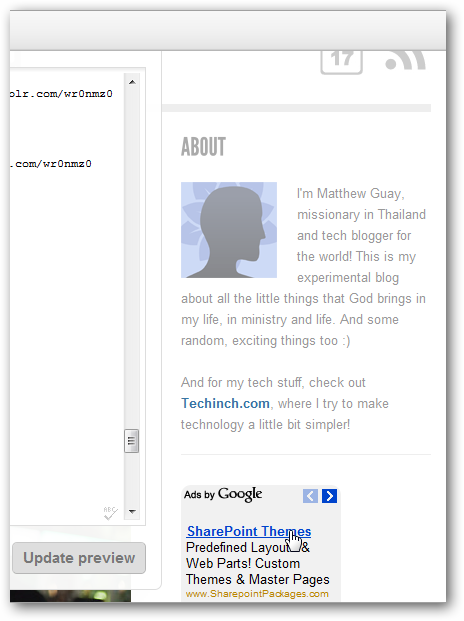 olr.com/wr0nmz0
.com/wr0nmz0
Update preview
17
ABOUT
I'm Matthew Guay,
missionary in Thailand
and tech blogger for
the world! This is my
experimental blog
about all the little things that God brings in
my life, in ministry and life. And some
random, exciting things too :)
And for my tech stuff, check out
Techinch.com, where I try to make
technology a little bit simpler!
Ads by Google
SharePoint Themes
Predefined Layouts &
Web Parts! Custom
Themes & Master Pages
www.SharepointPackages.com
ABC